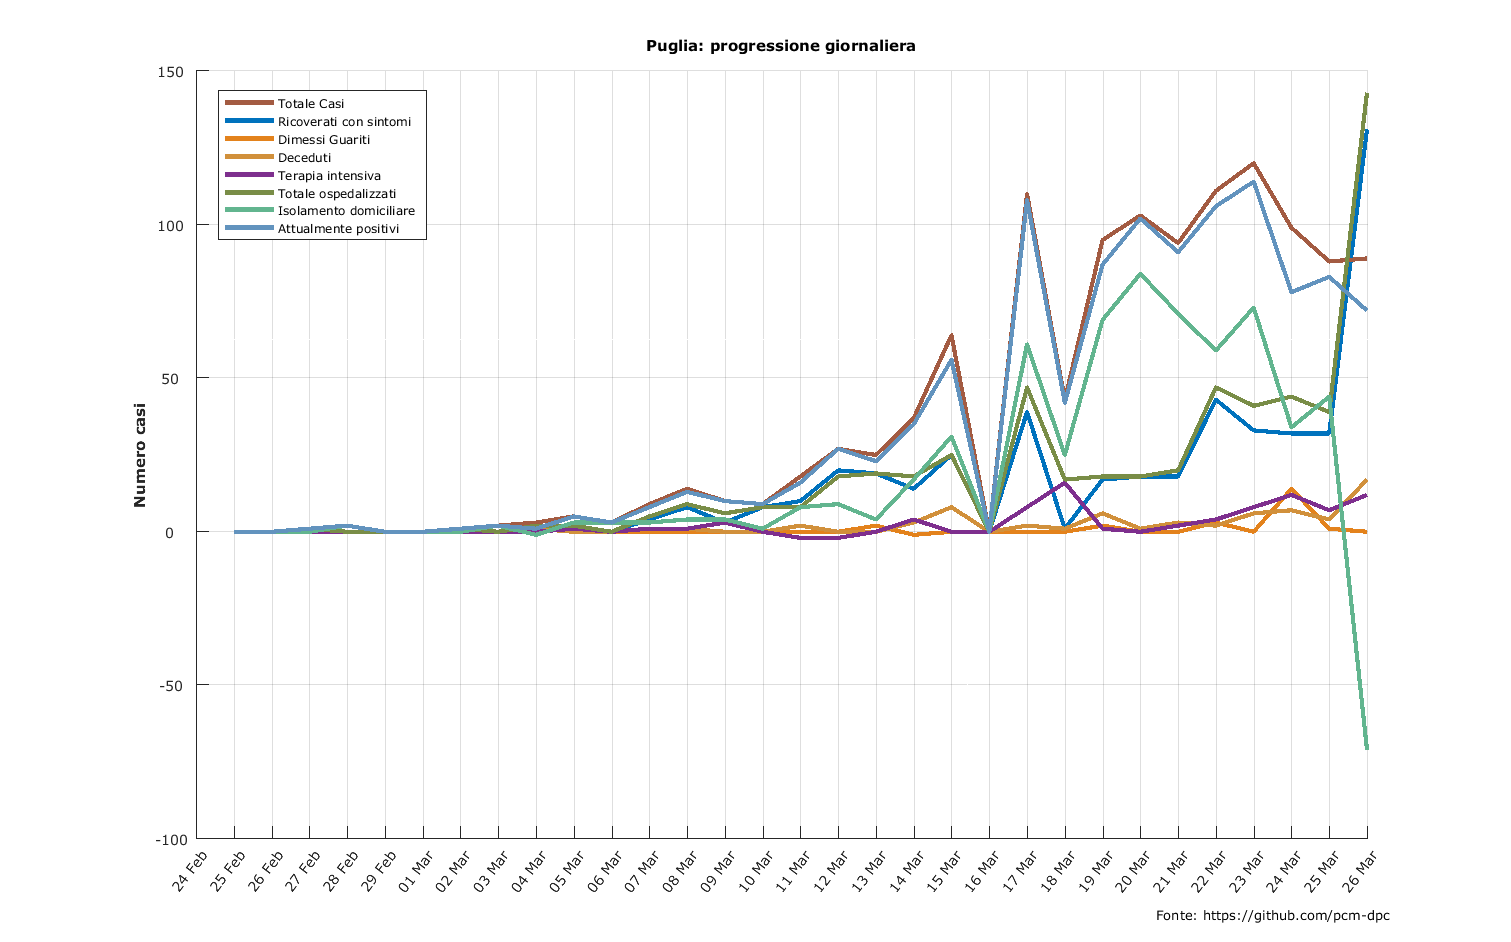 Puglia: progressione giornaliera
150
100
50
0
-50
-100
Numero casi
Totale Casi
Ricoverati con sintomi
Dimessi Guariti
Deceduti
Terapia intensiva
Totale ospedalizzati
Isolamento domiciliare
Attualmente positivi
24 Feb
25 Feb
26 Feb
27 Feb
28 Feb
29 Feb
01 Mar
02 Mar
03 Mar
04 Mar
05 Mar
06 Mar
07 Mar
08 Mar
09 Mar
10 Mar
11 Mar
12 Mar
13 Mar
14 Mar
15 Mar
16 Mar
17 Mar
18 Mar
19 Mar
20 Mar
21 Mar
22 Mar
23 Mar
24 Mar
25 Mar
26 Mar
Fonte: https://github.com/pcm-dpc